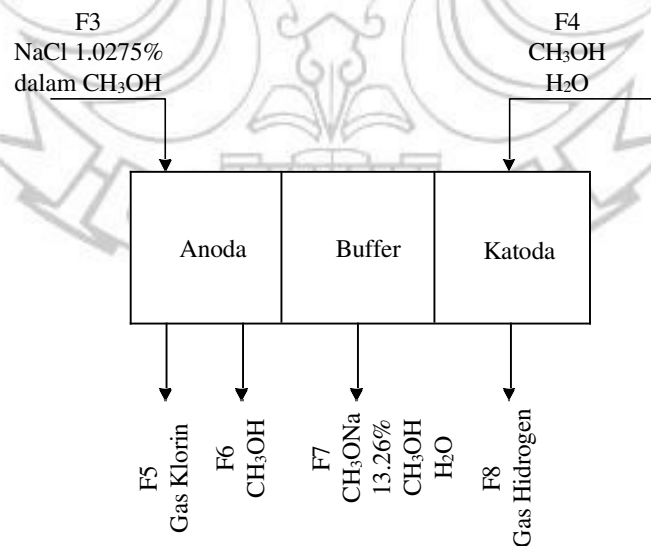 F3
NaCl 1.0275%
dalam CH₃OH
F4
CH₃OH
H₂O
Anoda
Buffer
Katoda
F5
Gas Klorin
F6
CH₃OH
F7
CH₃ONa
13.26%
CH₃OH
H₂O
F8
Gas Hidrogen